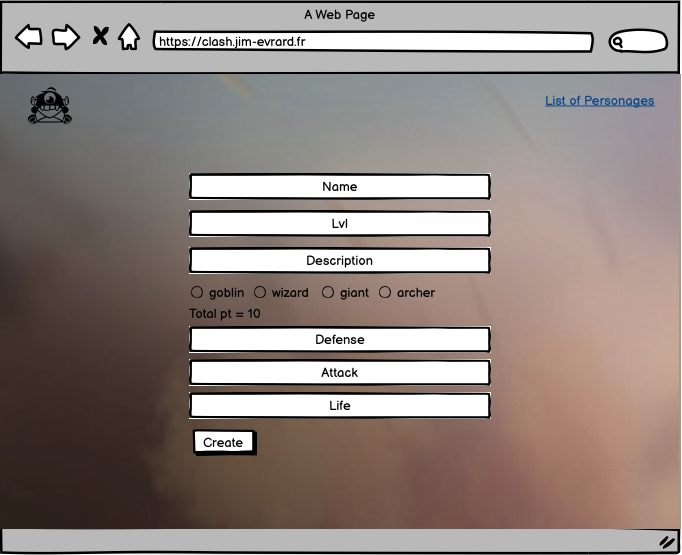 A Web Page
https://clash.jim-evrard.fr
List of Personages
Name
Lvl
Description
goblin wizard giant archer
Total pt = 10
Defense
Attack
Life
Create